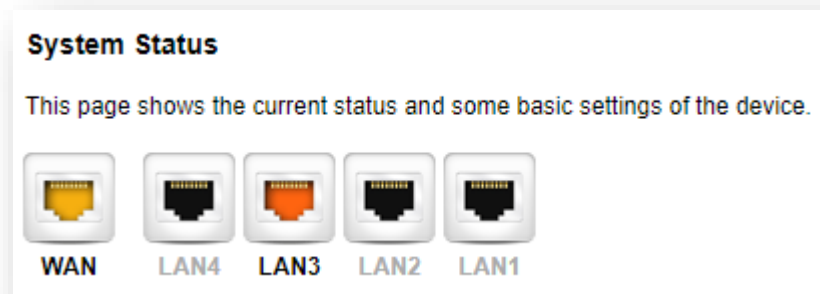 System Status
This page shows the current status and some basic settings of the device.
WAN LAN4 LAN3 LAN2 LAN1